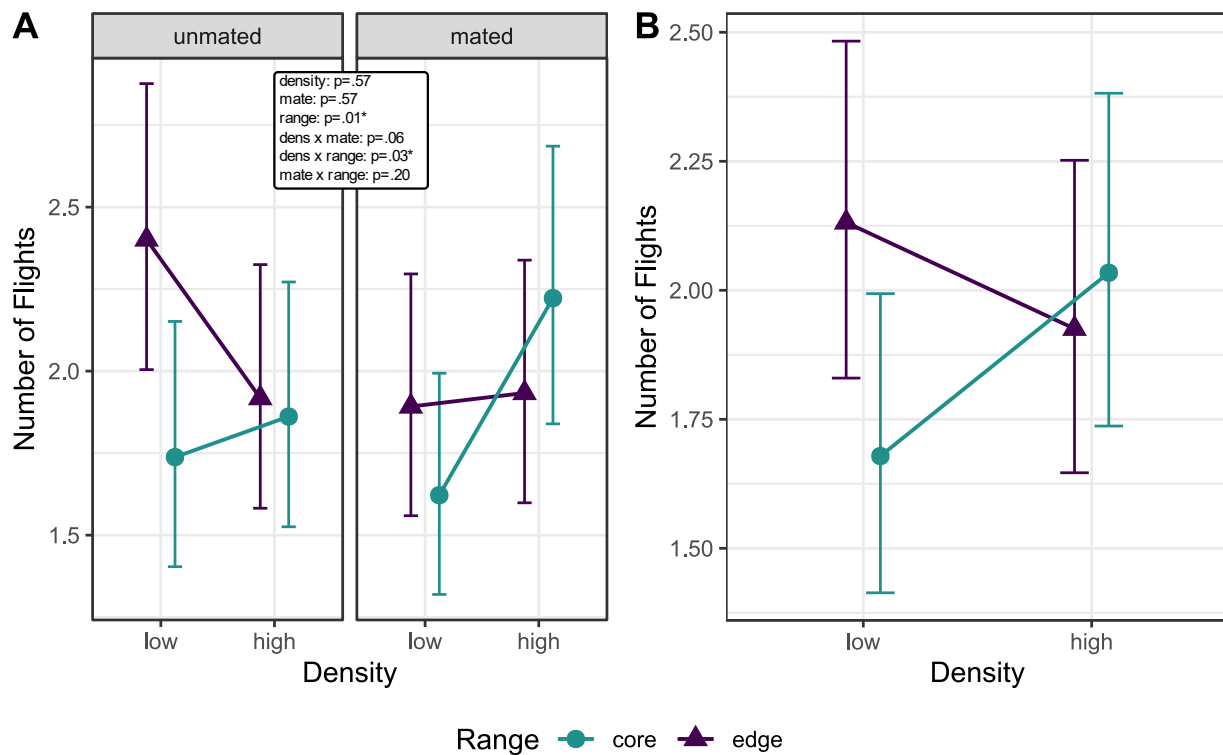 A
unmated
mated
density: p=.57
mate: p=.57
range: p=.01*
dens x mate: p=.06
dens x range: p=.03*
mate x range: p=.20
Number of Flights
2.5
2.0
1.5
low
high
low
high
Density
B
Number of Flights
2.50
2.25
2.00
1.75
1.50
low
high
Density
Range core edge